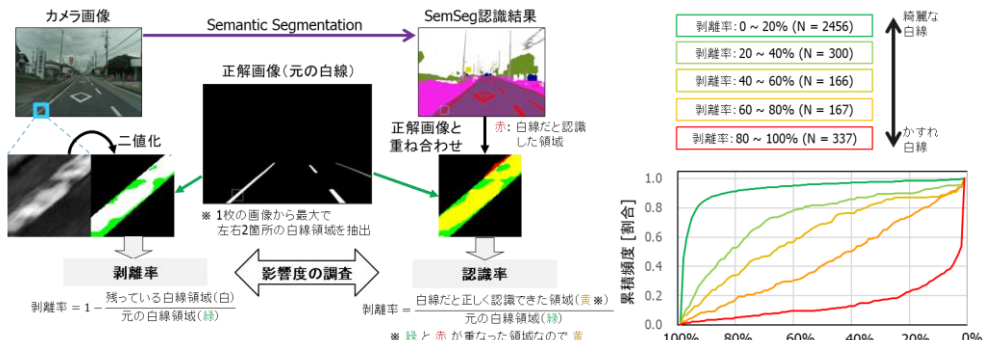 カメラ画像
Semantic Segmentation
SemSeg認識結果
正解画像(元の白線)
二値化
正解画像と
重ね合わせ
赤: 白線だと認識
した領域
※ 1枚の画像から最大で
左右2箇所の白線領域を抽出
剥離率
影響度の調査
認識率
剥離率 = 1 − 残っている白線領域(白)
元の白線領域(緑)
剥離率 = 白線だと正しく認識できた領域(黄※)
元の白線領域(緑)
※ 緑 と 赤 が重なった領域なので 黄
剥離率: 0 ~ 20% (N = 2456)
剥離率: 20 ~ 40% (N = 300)
剥離率: 40 ~ 60% (N = 166)
剥離率: 60 ~ 80% (N = 167)
剥離率: 80 ~ 100% (N = 337)
綺麗な
白線
かすれ
白線
累積頻度 [割合]
1.0
0.8
0.6
0.4
0.2
0.0
100% 80% 60% 40% 20% 0%